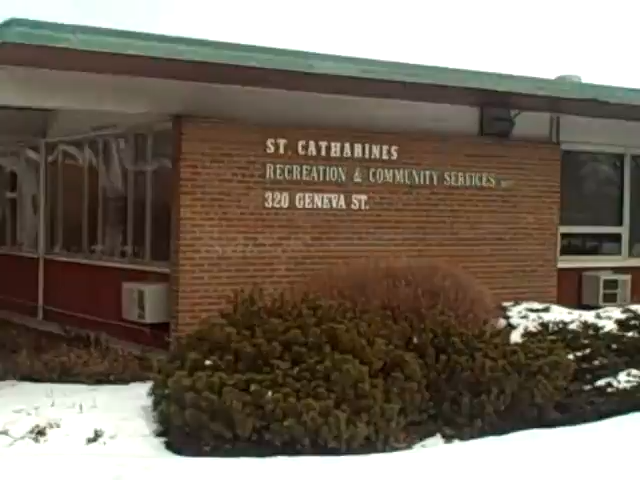 ST. CATHARINES
RECREATION & COMMUNITY SERVICES
320 GENEVA ST.